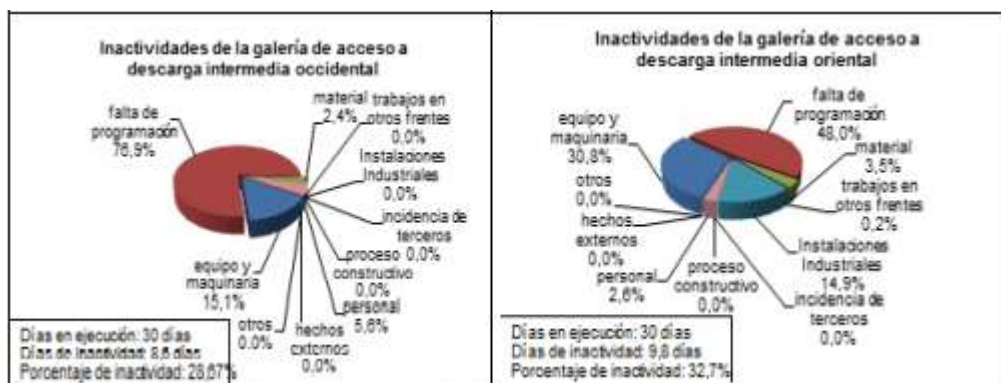 Inactividades de la galería de acceso a
descarga intermedia occidental
falta de
programación
76,9%
material
2,4%
trabajos en
otros frentes
0,0%
Instalaciones
Industriales
0,0%
incidencia de
terceros
0,0%
proceso
constructivo
0,0%
personal
5,6%
hechos
externos
0,0%
otros
0.0%
equipo y
maquinaria
15,1%
Días en ejecución: 30 días
Días de inactividad: 8,6 días
Porcentaje de inactividad: 28,67%
Inactividades de la galería de acceso a
descarga intermedia oriental
falta de
programación
48,0%
material
3,5%
trabajos en
otros frentes
0,2%
Instalaciones
Industriales
14,9%
incidencia de
terceros
0,0%
proceso
constructivo
0,0%
personal
2,6%
hechos
externos
0,0%
otros
0,0%
equipo y
maquinaria
30,8%
Días en ejecución: 30 días
Días de inactividad: 9,8 días
Porcentaje de inactividad: 32,7%